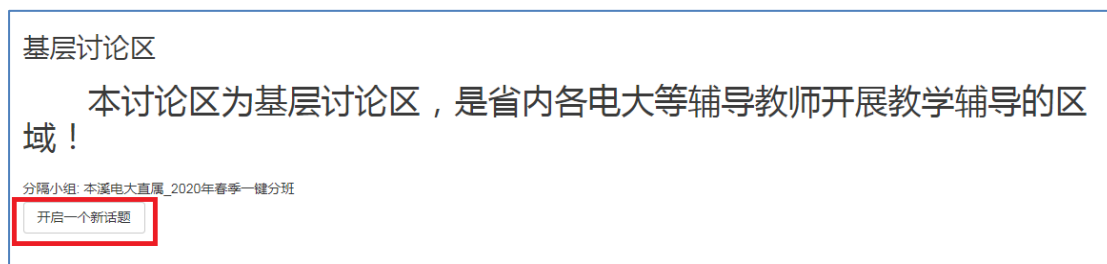 基层讨论区
本讨论区为基层讨论区，是省内各电大等辅导教师开展教学辅导的区
域！
分隔小组: 本溪电大直属_2020年春季一键分班
开启一个新话题